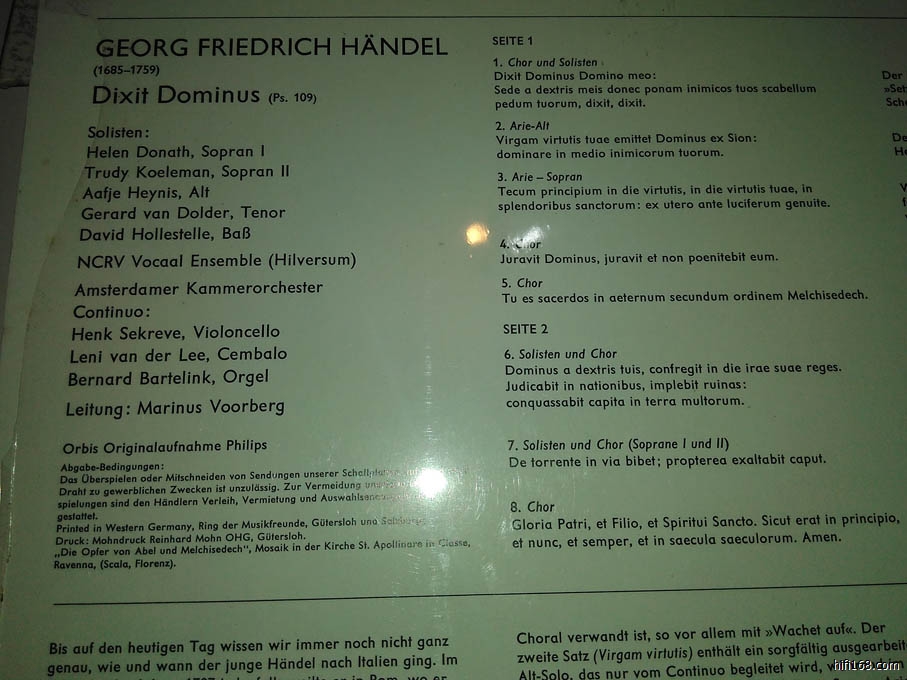 GEORG FRIEDRICH HÄNDEL
(1685–1759)
Dixit Dominus (Ps. 109)
Solisten:
Helen Donath, Sopran I
Trudy Koeleman, Sopran II
Aafje Heynis, Alt
Gerard van Dolder, Tenor
David Hollestelle, Baß
NCRV Vocaal Ensemble (Hilversum)
Amsterdamer Kammerorchester
Continuo:
Henk Sekreve, Violoncello
Leni van der Lee, Cembalo
Bernard Bartelink, Orgel
Leitung: Marinus Voorberg
Orbis Originalaufnahme Philips
Abgabe-Bedingungen:
Das Überspielen oder Mitschneiden von Sendungen unserer
Draht zu gewerblichen Zwecken ist unzulässig. Zur Vermeidung
spielungen sind den Händlern Verleih, Vermietung und
gestattet.
Printed in Western Germany, Ring der Musikfreunde, Gütersloh und
Druck: Mohndruck Reinhard Mohn OHG, Gütersloh.
„Die Opfer von Abel und Melchisedech“, Mosaik in der Kirche St. Apollinare in Classe,
Ravenna, (Scala, Florenz).
SEITE 1
1. Chor und Solisten
Dixit Dominus Domino meo:
Sede a dextris meis donec ponam inimicos tuos scabellum
pedum tuorum, dixit, dixit.
2. Arie-Alt
Virgam virtutis tuae emittet Dominus ex Sion:
dominare in medio inimicorum tuorum.
3. Arie – Sopran
Tecum principium in die virtutis, in die virtutis tuae, in
splendoribus sanctorum: ex utero ante luciferum genuite.
4. Chor
Juravit Dominus, juravit et non poenitebit eum.
5. Chor
Tu es sacerdos in aeternum secundum ordinem Melchisedech.
SEITE 2
6. Solisten und Chor
Dominus a dextris tuis, confregit in die irae suae reges.
Judicabit in nationibus, implebit ruinas:
conquassabit capita in terra multorum.
7. Solisten und Chor (Soprane I und II)
De torrente in via bibet; propterea exaltabit caput.
8. Chor
Gloria Patri, et Filio, et Spiritui Sancto. Sicut erat in principio,
et nunc, et semper, et in saecula saeculorum. Amen.
Der
Bis auf den heutigen Tag wissen wir immer noch nicht ganz
genau, wie und wann der junge Händel nach Italien ging. Im
Choral verwandt ist, so vor allem mit »Wachet auf«. Der
zweite Satz (Virgam virtutis) enthält ein sorgfältig
Alt-Solo, das nur vom Continuo begleitet wird,
hifi168.com